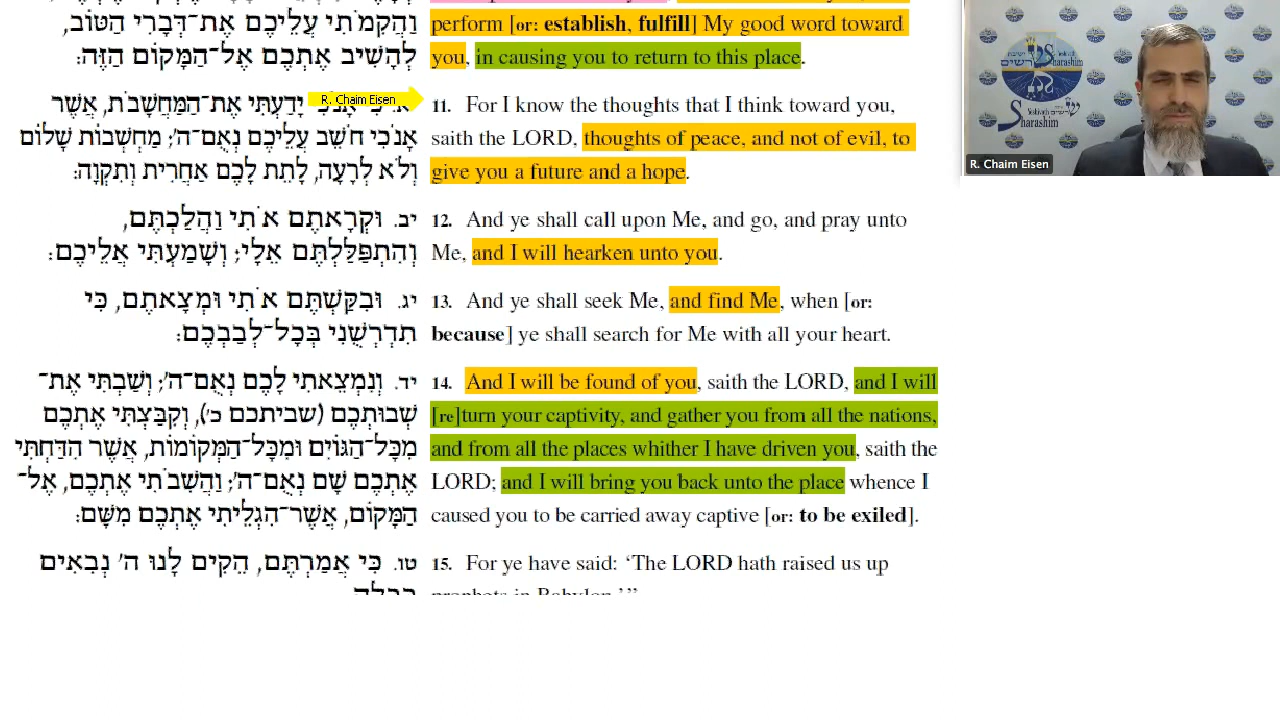 וַהֲקִמֹתִי עֲלֵיכֶם אֶת־דְּבָרִי הַטּוֹב,
לְהָשִׁיב אֶתְכֶם אֶל־הַמָּקוֹם הַזֶּה:
יָדַעְתִּי אֶת־הַמַּחֲשָׁבֹת, אֲשֶׁר
אָנֹכִי חֹשֵׁב עֲלֵיכֶם נְאֻם־ה'; מַחְשְׁבוֹת שָׁלוֹם
וְלֹא לְרָעָה, לָתֵת לָכֶם אַחֲרִית וְתִקְוָה:
יב. וּקְרָאתֶם אֹתִי וַהֲלַכְתֶּם,
וְהִתְפַּלַּלְתֶּם אֵלָי; וְשָׁמַעְתִּי אֲלֵיכֶם:
יג. וּבִקַּשְׁתֶּם אֹתִי וּמְצָאתֶם, כִּי
תִדְרְשֻׁנִי בְּכָל־לְבַבְכֶם:
יד. וְנִמְצֵאתִי לָכֶם נְאֻם־ה'; וְשַׁבְתִּי אֶת־
שְׁבוּתְכֶם (שביתכם כ'), וְקִבַּצְתִּי אֶתְכֶם
מִכָּל־הַגּוֹיִם וּמִכָּל־הַמְּקוֹמוֹת, אֲשֶׁר הִדַּחְתִּי
אֶתְכֶם שָׁם נְאֻם־ה'; וַהֲשִׁבֹתִי אֶתְכֶם, אֶל־
הַמָּקוֹם, אֲשֶׁר־הִגְלֵיתִי אֶתְכֶם מִשָּׁם:
טו. כִּי אֲמַרְתֶּם, הֵקִים לָנוּ ה' נְבִיאִים
R. Chaim Eisen
perform [or: establish, fulfill] My good word toward
you, in causing you to return to this place.
11. For I know the thoughts that I think toward you,
saith the LORD, thoughts of peace, and not of evil, to
give you a future and a hope.
12. And ye shall call upon Me, and go, and pray unto
Me, and I will hearken unto you.
13. And ye shall seek Me, and find Me, when [or:
because] ye shall search for Me with all your heart.
14. And I will be found of you, saith the LORD, and I will
[re]turn your captivity, and gather you from all the nations,
and from all the places whither I have driven you, saith the
LORD; and I will bring you back unto the place whence I
caused you to be carried away captive [or: to be exiled].
15. For ye have said: ‘The LORD hath raised us up
prophets in Babylon.’”
Sharashim
Sharashim
R. Chaim Eisen